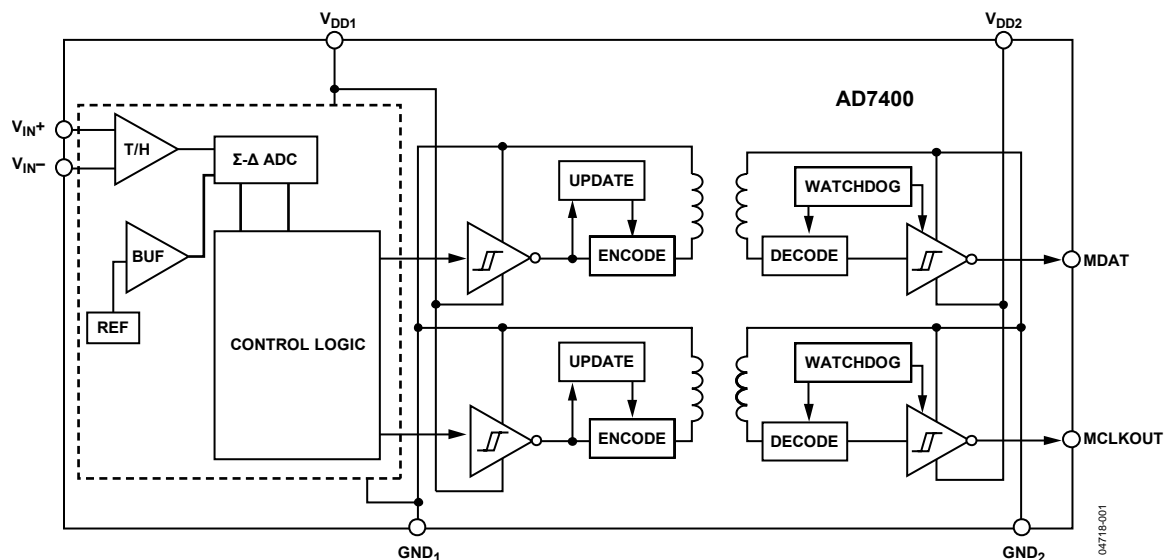 VDD1
VDD2
AD7400
VIN+
VIN−
T/H
Σ-Δ ADC
BUF
REF
CONTROL LOGIC
UPDATE
ENCODE
WATCHDOG
DECODE
MDAT
UPDATE
ENCODE
WATCHDOG
DECODE
MCLKOUT
GND1
GND2
04718-001